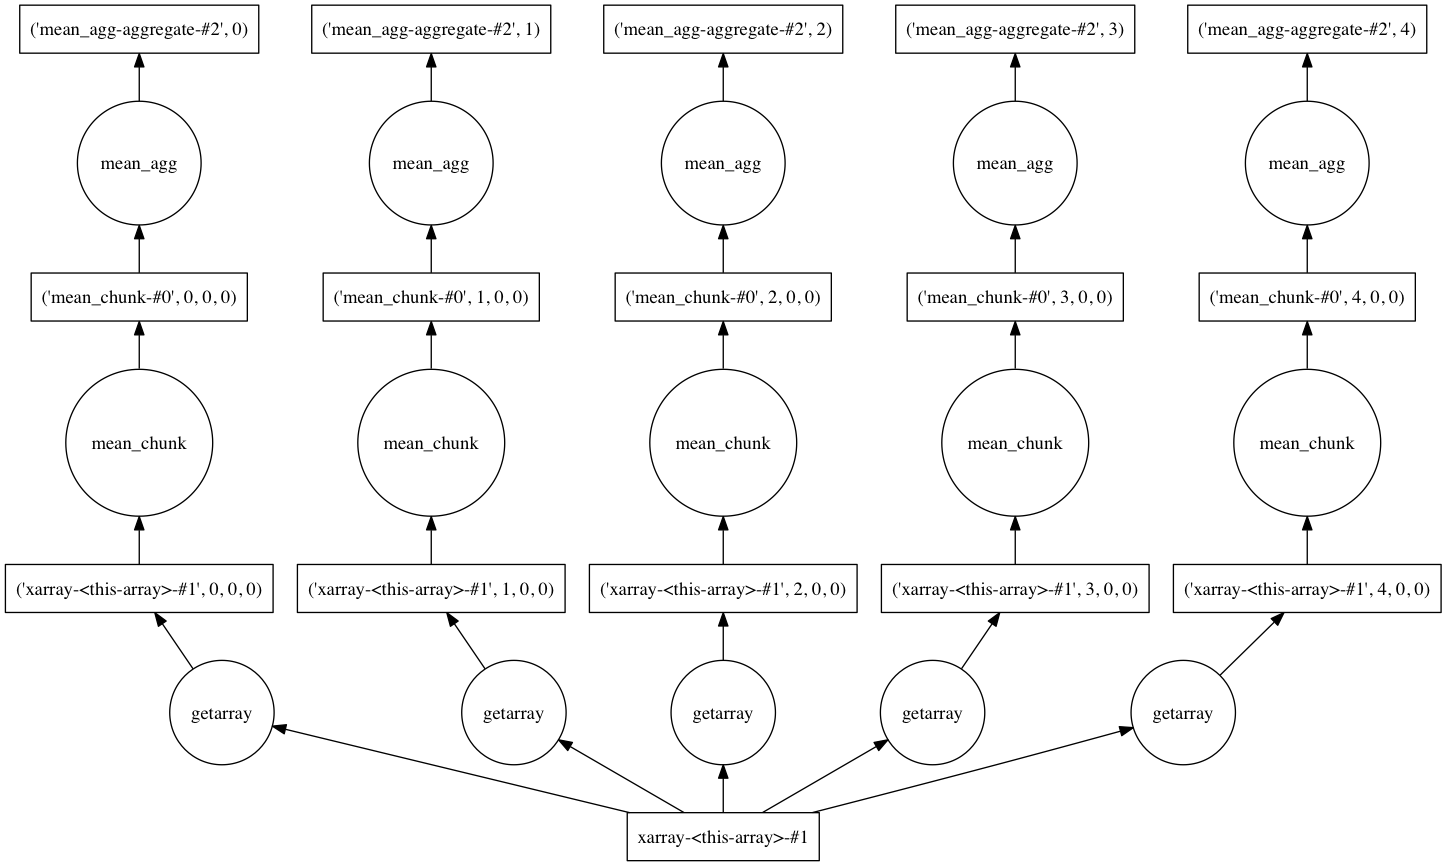 ('mean_agg-aggregate-#2', 0)
('mean_agg-aggregate-#2', 1)
('mean_agg-aggregate-#2', 2)
('mean_agg-aggregate-#2', 3)
('mean_agg-aggregate-#2', 4)
mean_agg
mean_agg
mean_agg
mean_agg
mean_agg
('mean_chunk-#0', 0, 0, 0)
('mean_chunk-#0', 1, 0, 0)
('mean_chunk-#0', 2, 0, 0)
('mean_chunk-#0', 3, 0, 0)
('mean_chunk-#0', 4, 0, 0)
mean_chunk
mean_chunk
mean_chunk
mean_chunk
mean_chunk
('xarray-<this-array>-#1', 0, 0, 0)
('xarray-<this-array>-#1', 1, 0, 0)
('xarray-<this-array>-#1', 2, 0, 0)
('xarray-<this-array>-#1', 3, 0, 0)
('xarray-<this-array>-#1', 4, 0, 0)
getarray
getarray
getarray
getarray
getarray
xarray-<this-array>-#1